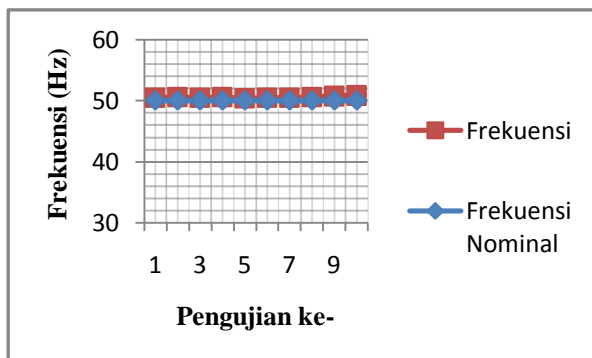 Frekuensi (Hz)
60
50
40
30
1 3 5 7 9
Pengujian ke-
Frekuensi
Frekuensi
Nominal